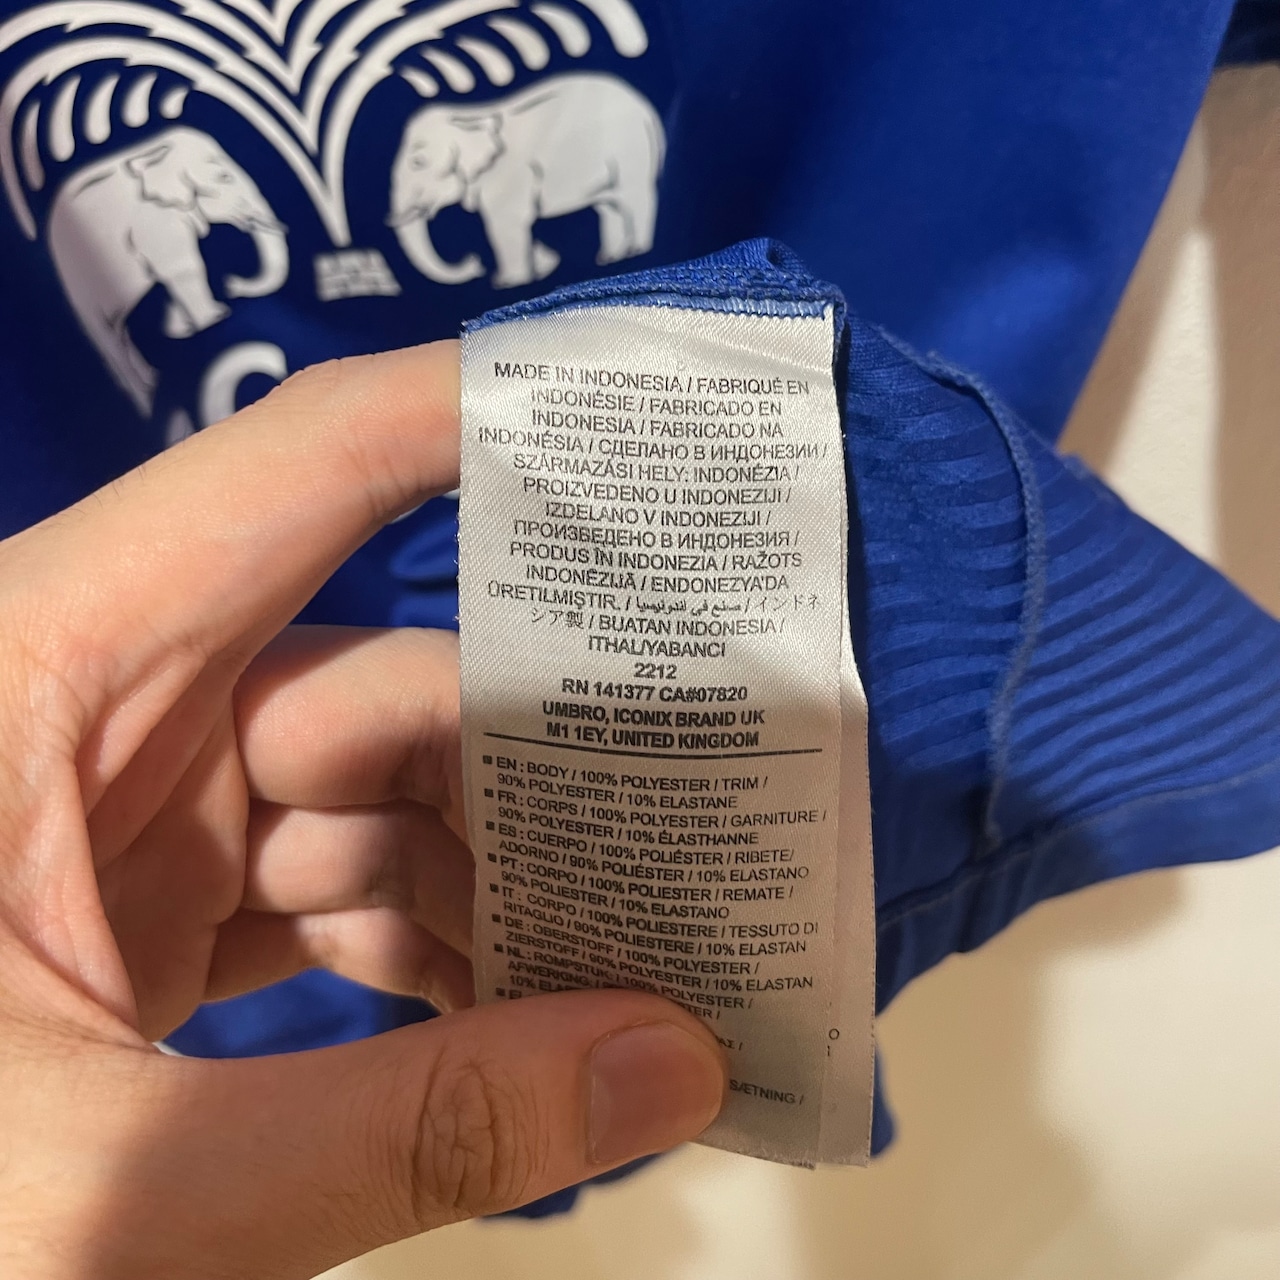 MADE IN INDONESIA / FABRIQUÉ EN
INDONÉSIE / FABRICADO EN
INDONESIA / FABRICADO NA
INDONÉSIA / СДЕЛАНО В ИНДОНЕЗИИ /
SZÁRMAZÁSI HELY: INDONÉZIA /
PROIZVEDENO U INDONEZIJI /
IZDELANO V INDONEZIJI /
ПРОИЗВЕДЕНО В ИНДОНЕЗИЯ /
PRODUS ÎN INDONEZIA / RAŽOTS
INDONĒZIJĀ / ENDONEZYA'DA
ÜRETILMIŞTIR. / صنع في اندونيسيا / インドネ
シア製 / BUATAN INDONESIA /
ITHAL/YABANCI
2212
RN 141377 CA#07820
UMBRO, ICONIX BRAND UK
M1 1EY, UNITED KINGDOM
EN : BODY / 100% POLYESTER / TRIM /
90% POLYESTER / 10% ELASTANE
FR : CORPS / 100% POLYESTER / GARNITURE /
90% POLYESTER / 10% ÉLASTHANNE
ES : CUERPO / 100% POLIÉSTER / RIBETE/
ADORNO / 90% POLIÉSTER / 10% ELASTANO
PT : CORPO / 100% POLIÉSTER / REMATE /
90% POLIESTER / 10% ELASTANO
IT : CORPO / 100% POLIESTERE / TESSUTO DI
RITAGLIO / 90% POLIESTERE / 10% ELASTAN
DE : OBERSTOFF / 100% POLYESTER /
ZIERSTOFF / 90% POLYESTER / 10% ELASTAN
NL : ROMPSTUK / 100% POLYESTER /
AFWERKING:
10%
SÆTNING /